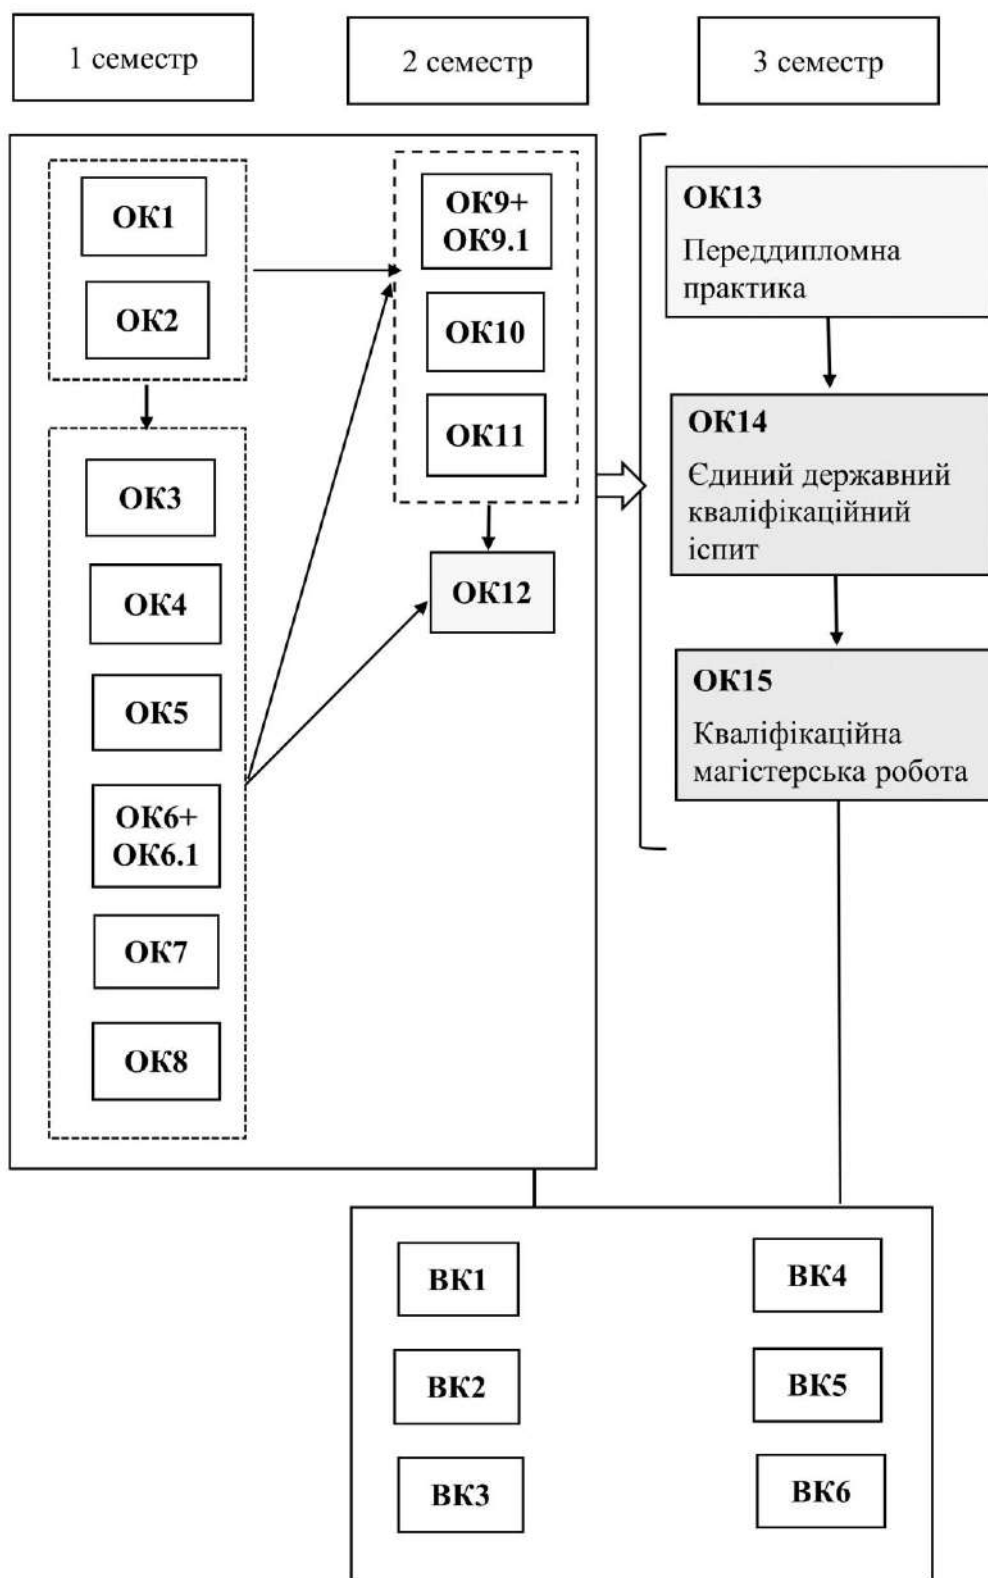 1 семестр
2 семестр
3 семестр
ОК1
ОК2
ОК3
ОК4
ОК5
ОК6+
ОК6.1
ОК7
ОК8
ОК9+
ОК9.1
ОК10
ОК11
ОК12
ОК13
Переддипломна
практика
ОК14
Єдиний державний
кваліфікаційний
іспит
ОК15
Кваліфікаційна
магістерська робота
ВК1
ВК2
ВК3
ВК4
ВК5
ВК6